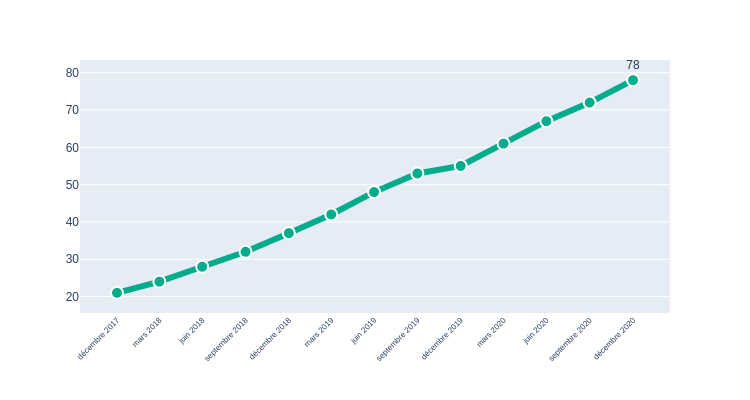 78
80
70
60
50
40
30
20
décembre 2017
mars 2018
juin 2018
septembre 2018
décembre 2018
mars 2019
juin 2019
septembre 2019
décembre 2019
mars 2020
juin 2020
septembre 2020
décembre 2020